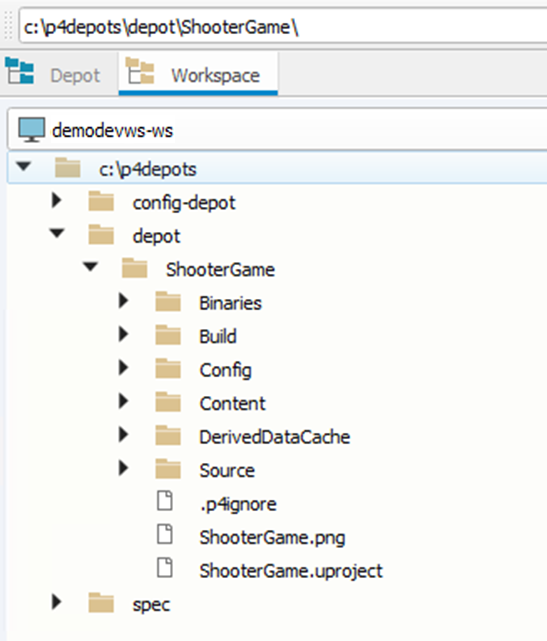 c:\p4depots\depot\ShooterGame\
Depot Workspace
demodevws-ws
c:\p4depots
config-depot
depot
ShooterGame
Binaries
Build
Config
Content
DerivedDataCache
Source
.p4ignore
ShooterGame.png
ShooterGame.uproject
spec